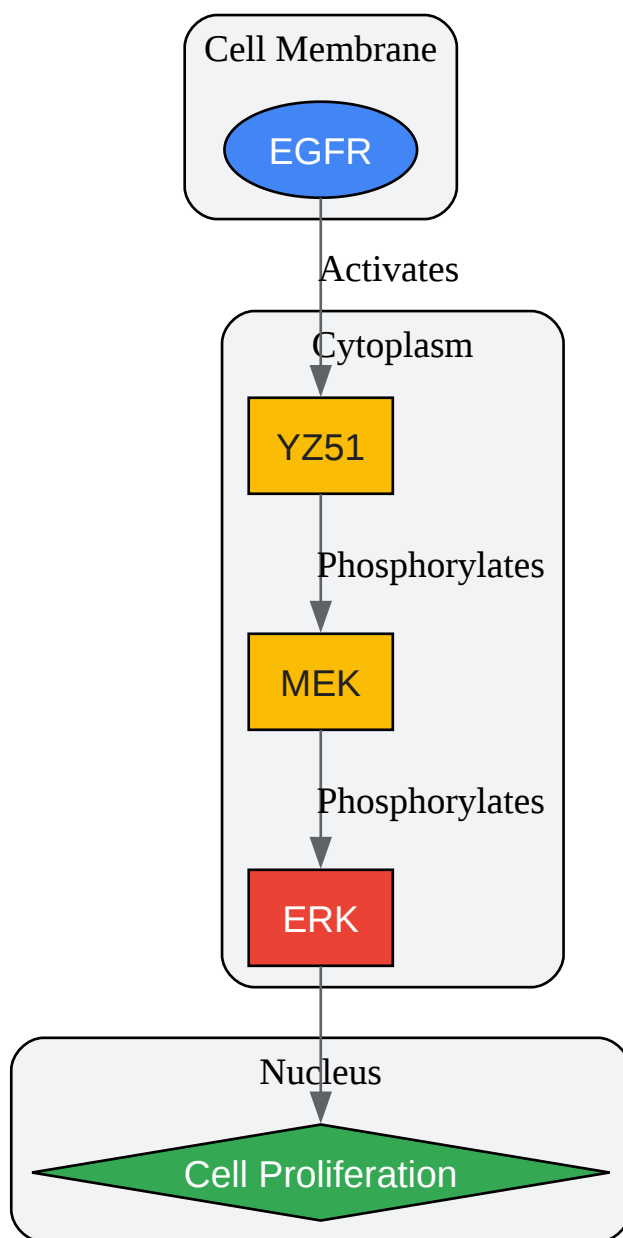 Cell Membrane
EGFR
Activates
Cytoplasm
YZ51
Phosphorylates
MEK
Phosphorylates
ERK
Nucleus
Cell Proliferation